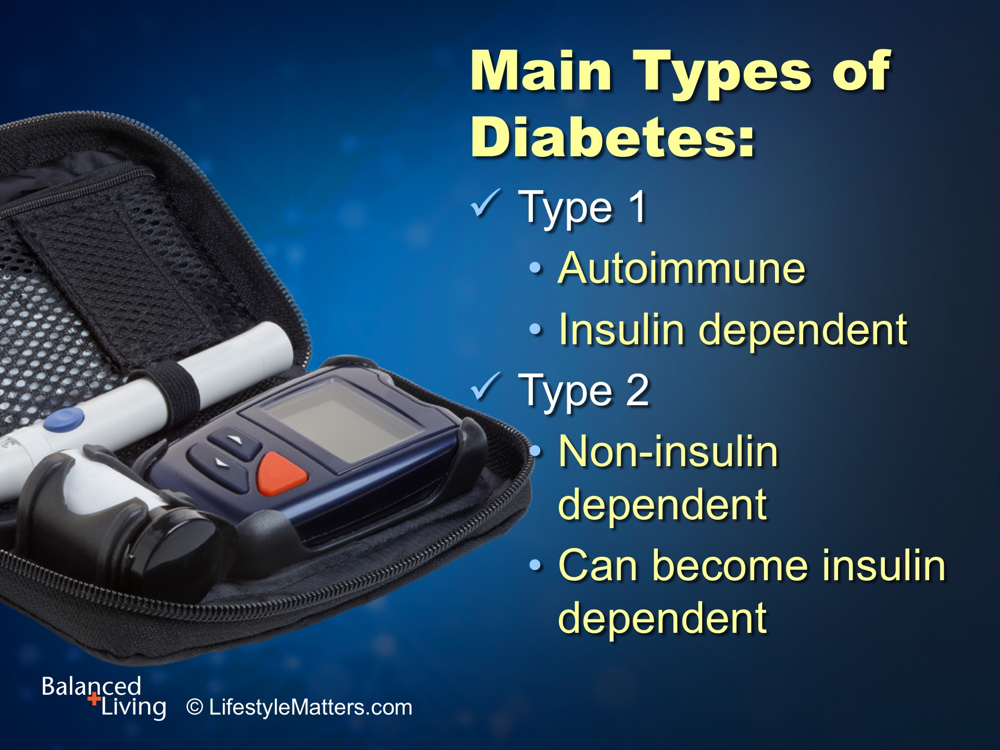 Main Types of
Diabetes:
✓ Type 1
• Autoimmune
• Insulin dependent
✓ Type 2
• Non-insulin
dependent
• Can become insulin
dependent
Balanced
+Living
© LifestyleMatters.com